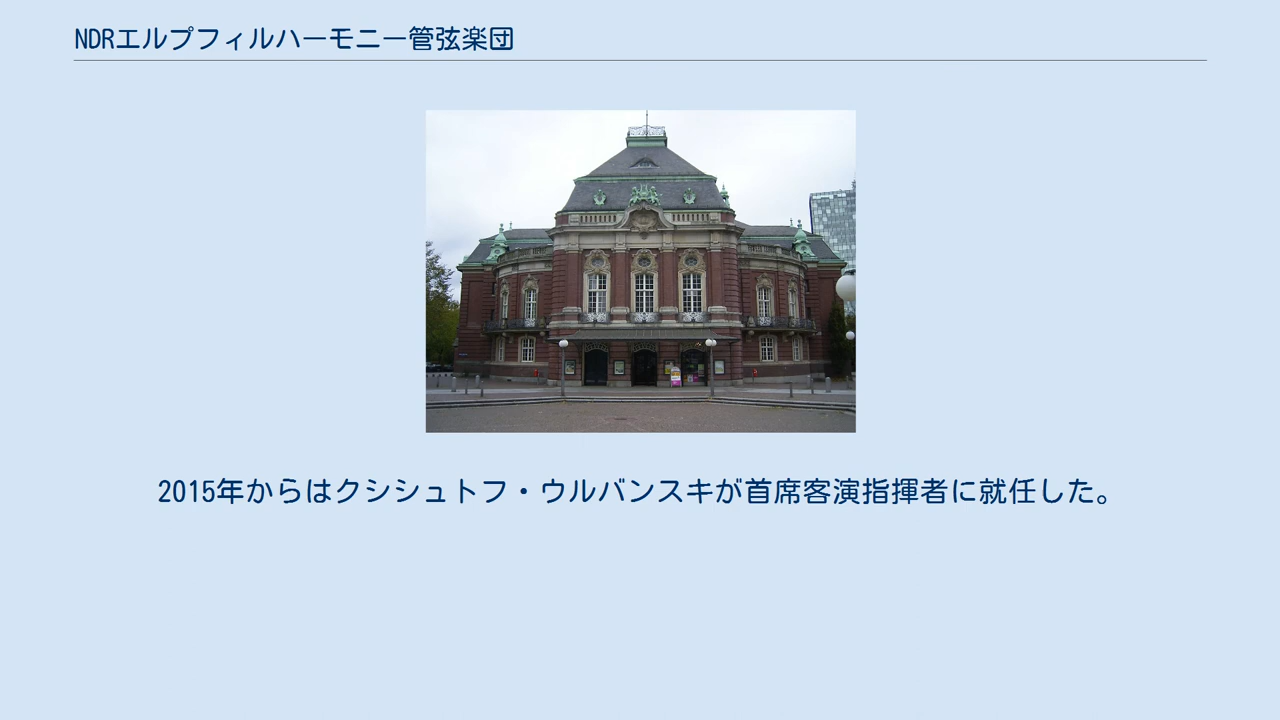 NDRエルプフィルハーモニー管弦楽団
2015年からはクシシュトフ・ウルバンスキが首席客演指揮者に就任した。